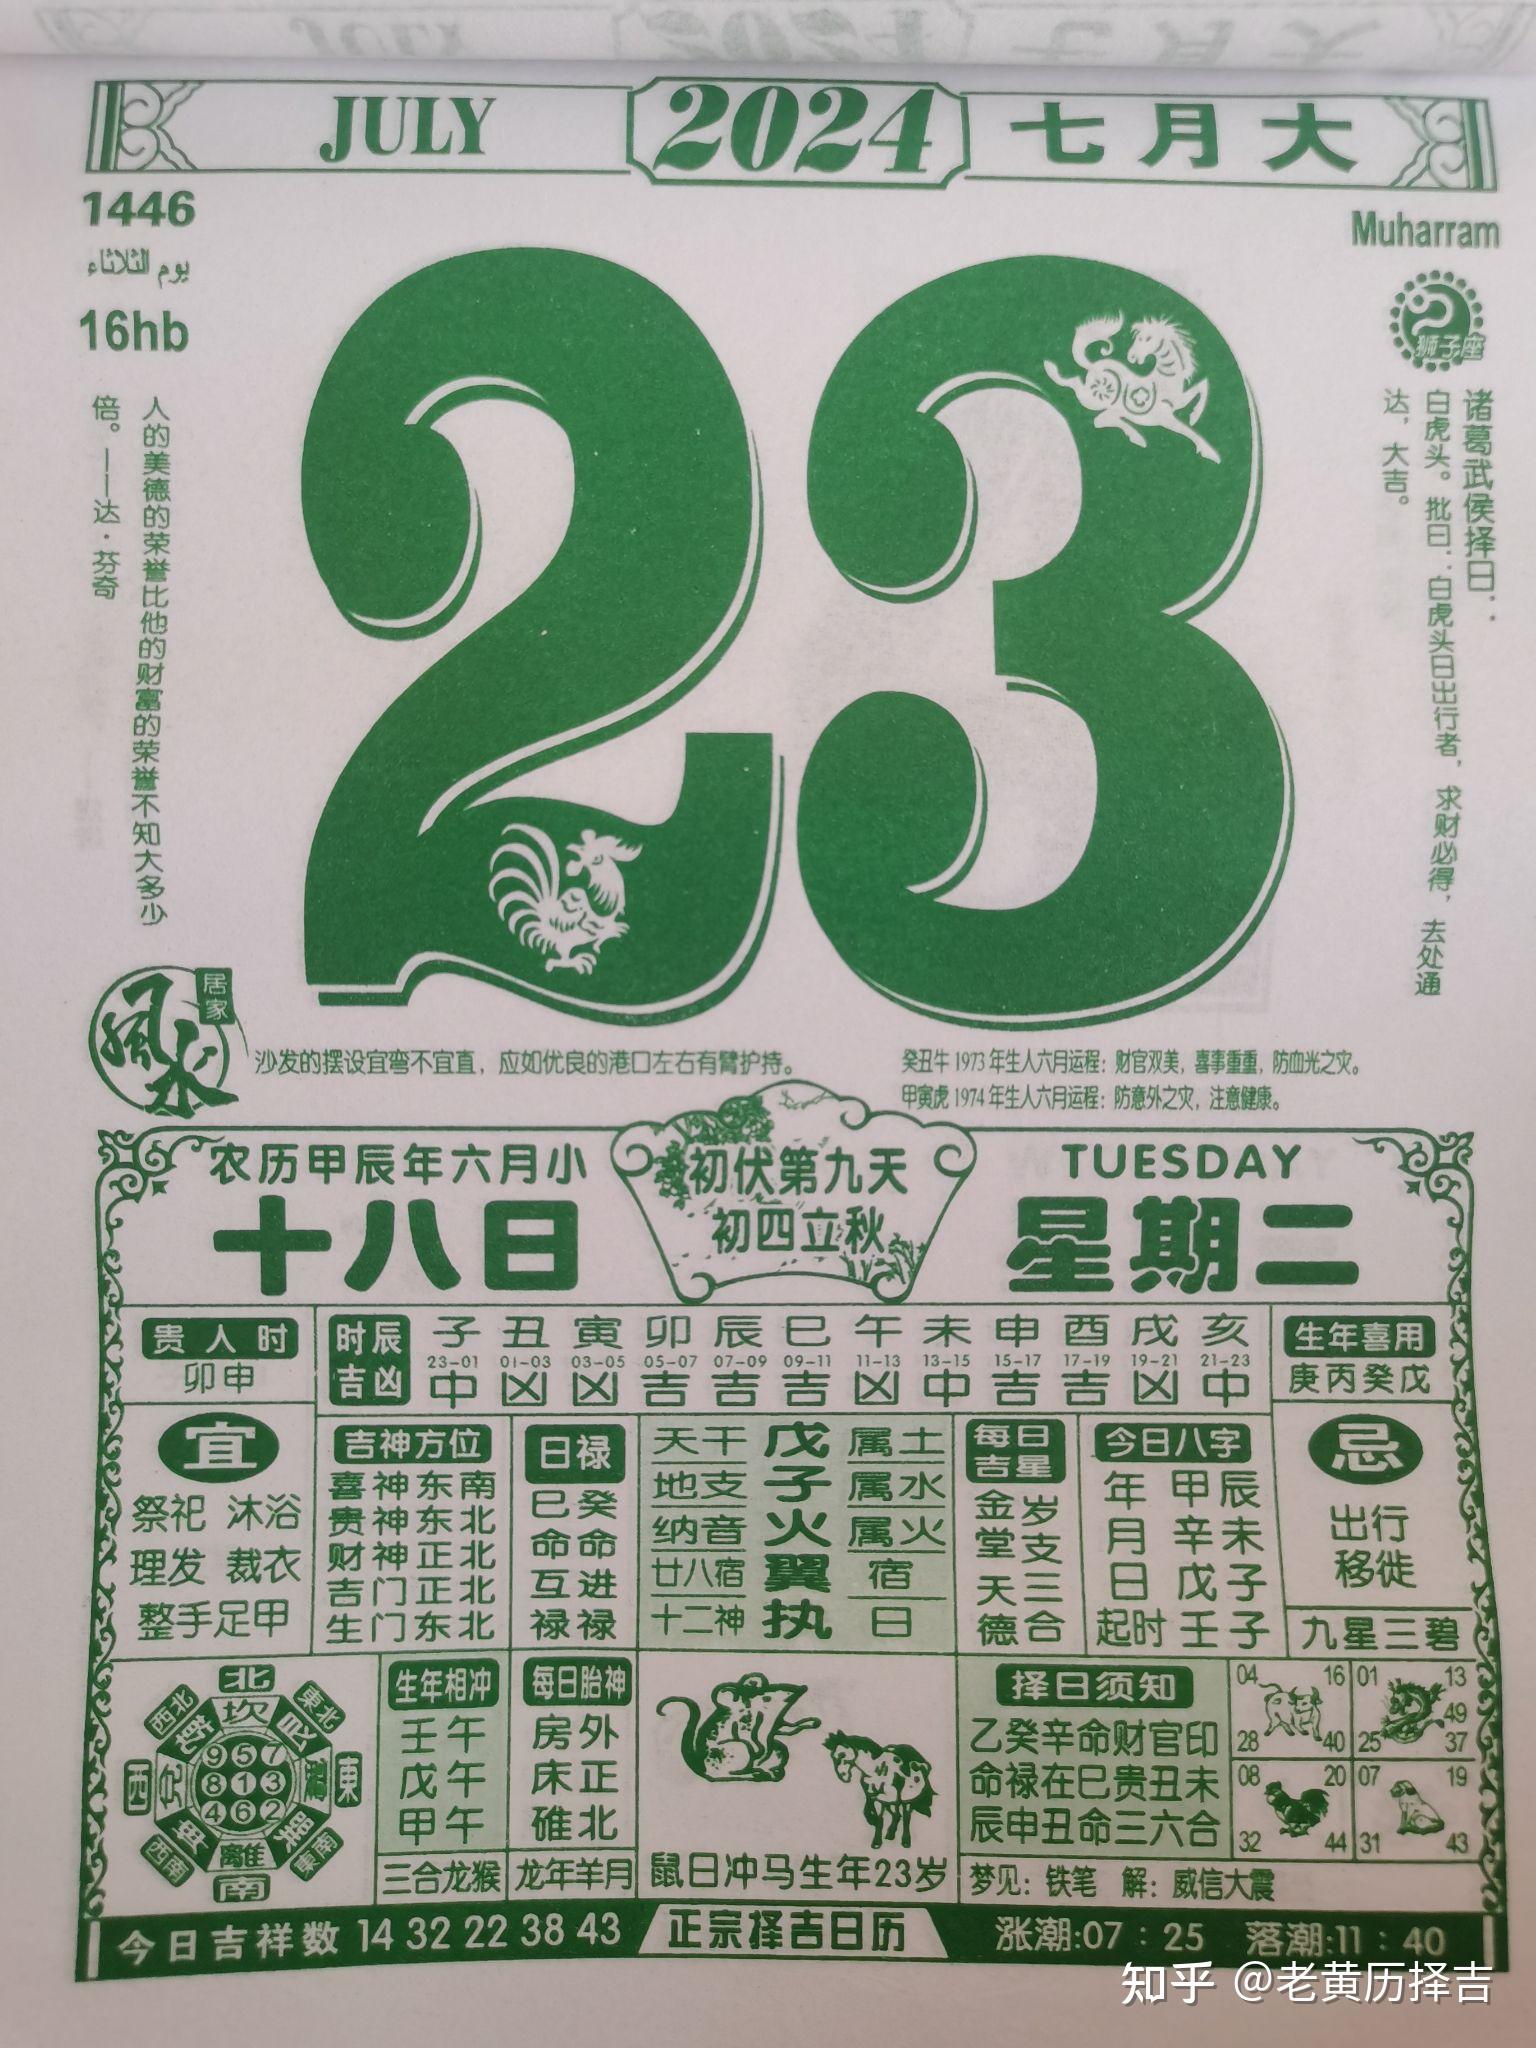 JULY 2024 七月大
1446
يوم الثلاثاء
16hb
Muharram
狮子座
诸葛武侯择日：
白虎头。批曰：白虎头日出行者，求财必得，去处通
达，大吉。
人的美德的荣誉比他的财富的荣誉不知大多少
倍。——达·芬奇
23
居家
風水
沙发的摆设宜弯不宜直，应如优良的港口左右有臂护持。
癸丑牛1973年生人六月运程：财官双美，喜事重重，防血光之灾。
甲寅虎1974年生人六月运程：防意外之灾，注意健康。
农历甲辰年六月小
十八日
初伏第九天
初四立秋
TUESDAY
星期二
贵人时
卯申
时辰
吉凶
子 丑 寅 卯 辰 巳 午 未 申 酉 戌 亥
23-01 01-03 03-05 05-07 07-09 09-11 11-13 13-15 15-17 17-19 19-21 21-23
中 凶 凶 吉 吉 吉 凶 中 吉 吉 凶 中
生年喜用
庚丙癸戊
宜
祭祀 沐浴
理发 裁衣
整手足甲
吉神方位
喜神东南
贵神东北
财神正北
吉门正北
生门东北
日禄
巳癸
命命
互进
禄禄
天干 戊 属土
地支 子 属水
纳音 火 属火
廿八宿 翼 宿
十二神 执 日
每日
吉星
金岁
堂支
天三
德合
今日八字
年 甲辰
月 辛未
日 戊子
起时 壬子
忌
出行
移徙
九星三碧
北
西北 東北
坎
西 東
957
813
462
西南 東南
離
南
生年相冲
壬午
戊午
甲午
三合龙猴
每日胎神
房外
床正
碓北
龙年羊月
鼠日冲马生年23岁
择日须知
乙癸辛命财官印
命禄在巳贵丑未
辰申丑命三六合
04 16
28 40
01 13
49
25 37
08 20
32 44
07 19
31 43
梦见：铁笔 解：威信大震
今日吉祥数 14 32 22 38 43
正宗择吉日历
涨潮:07：25 落潮:11：40
知乎 @老黄历择吉